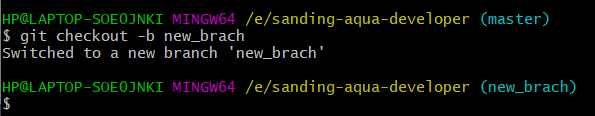 HP@LAPTOP-SOEOJNKI MINGW64 /e/sanding-aqua-developer (master)
$ git checkout -b new_brach
Switched to a new branch 'new_brach'
HP@LAPTOP-SOEOJNKI MINGW64 /e/sanding-aqua-developer (new_brach)
$